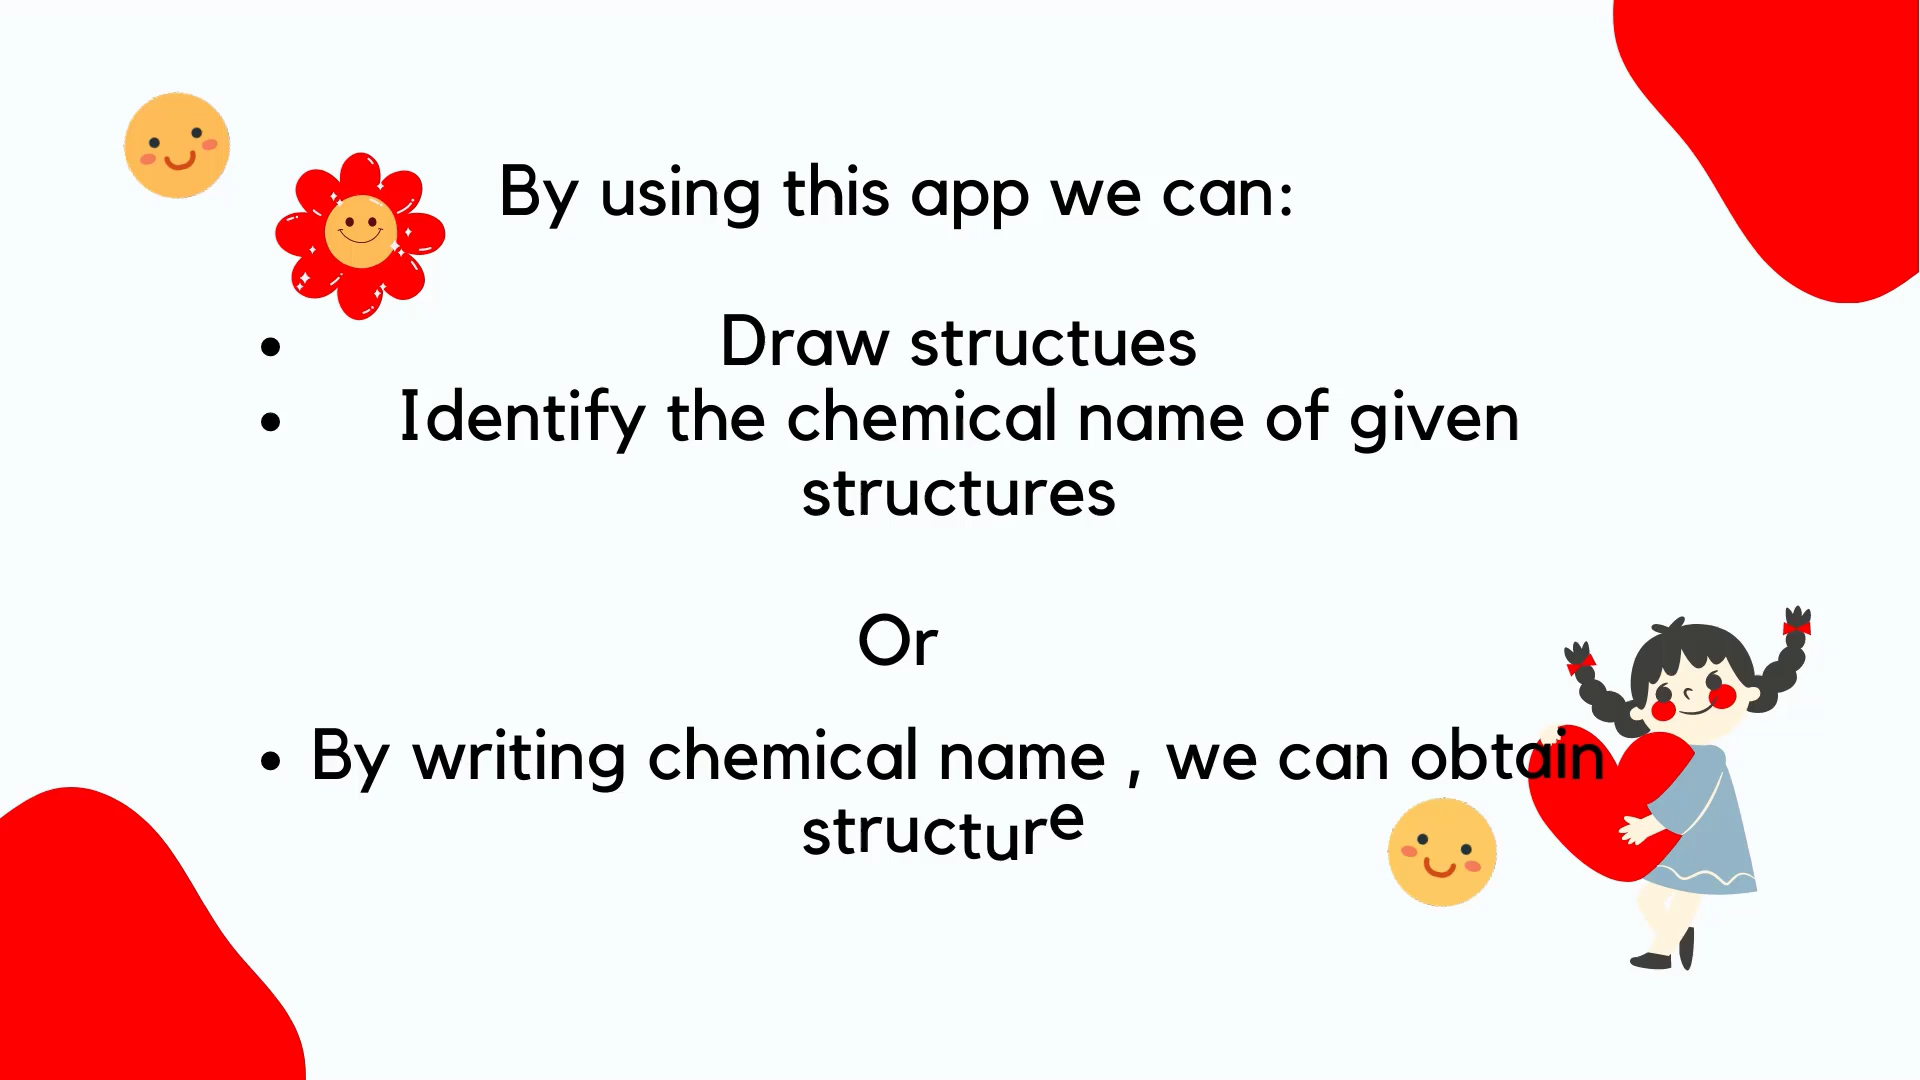 By using this app we can:
• Draw structues
• Identify the chemical name of given
structures
Or
• By writing chemical name , we can obtain
structure